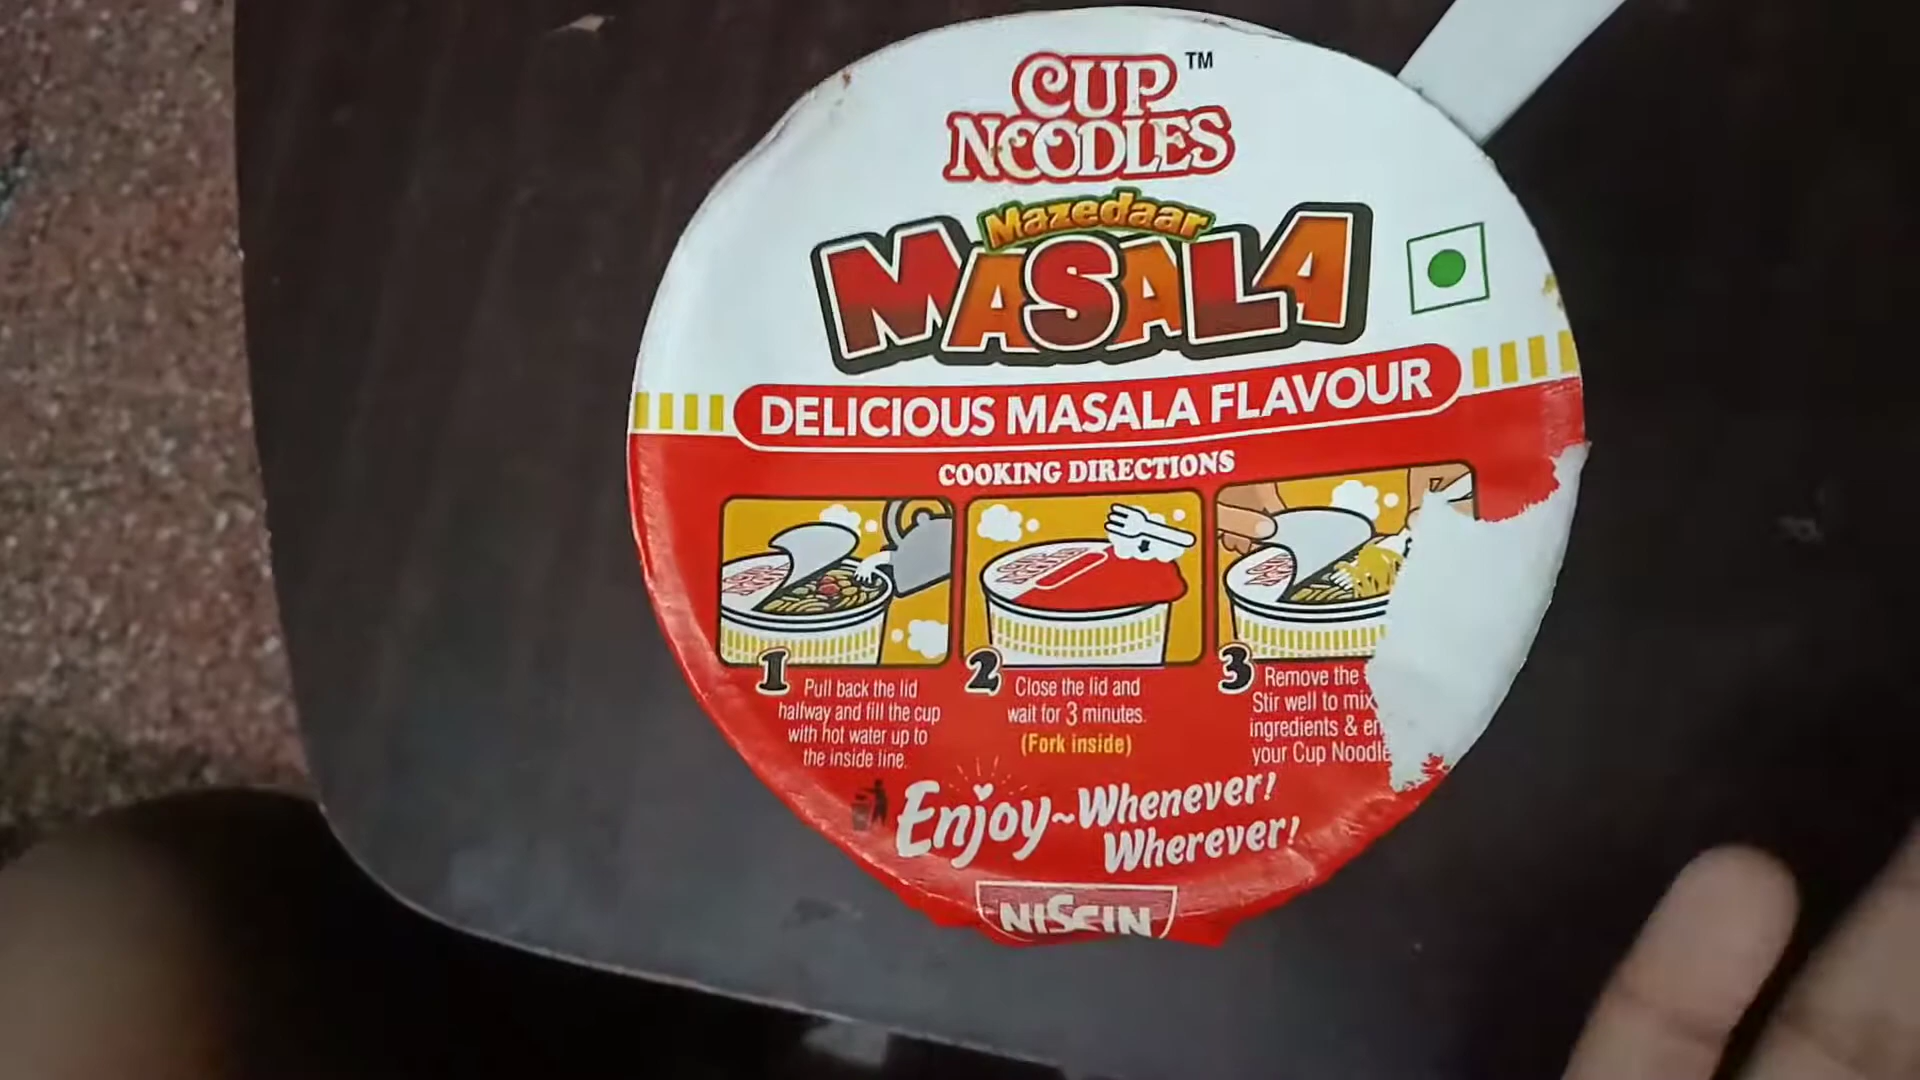 CUP TM
NOODLES
Mazedaar
MASALA
DELICIOUS MASALA FLAVOUR
COOKING DIRECTIONS
1 Pull back the lid
halfway and fill the cup
with hot water up to
the inside line.
2 Close the lid and
wait for 3 minutes.
(Fork inside)
3 Remove the
Stir well to mix
ingredients &
your Cup
Enjoy~Whenever!
Wherever!
NISSIN